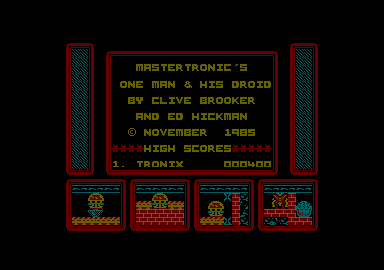 MASTERTRONIC'S
ONE MAN & HIS DROID
BY CLIVE BROOKER
AND ED HICKMAN
© NOVEMBER 1985
****HIGH SCORES*****
1. TRONIX 000400